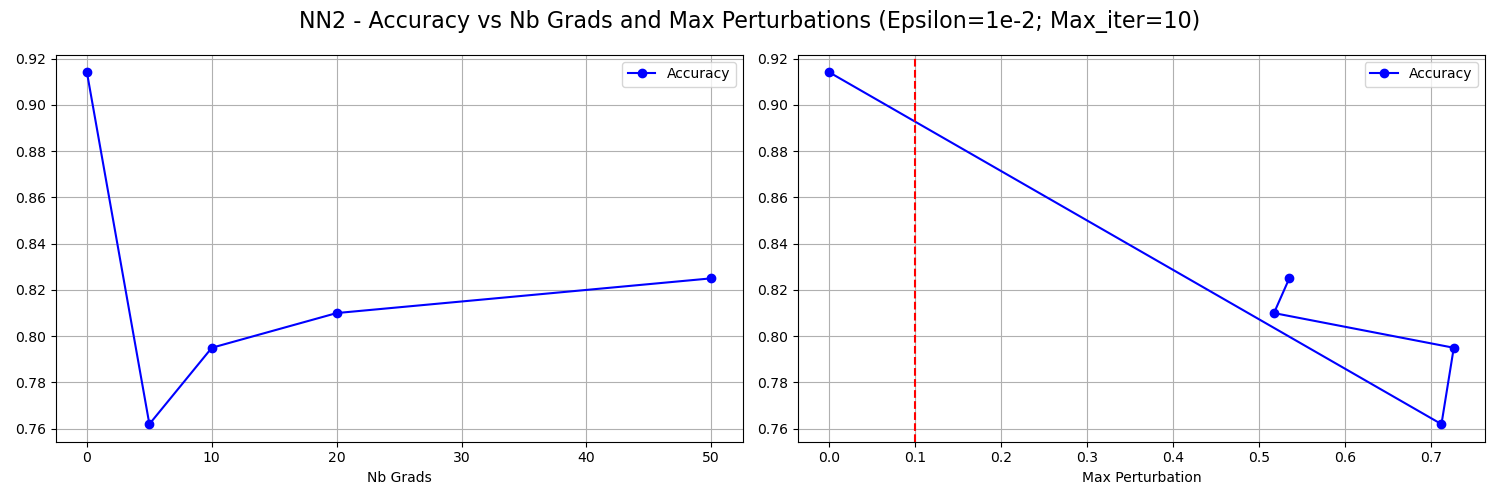 NN2 - Accuracy vs Nb Grads and Max Perturbations (Epsilon=1e-2; Max_iter=10)
0.92
0.90
0.88
0.86
0.84
0.82
0.80
0.78
0.76
Accuracy
0 10 20 30 40 50
Nb Grads
0.92
0.90
0.88
0.86
0.84
0.82
0.80
0.78
0.76
Accuracy
0.0 0.1 0.2 0.3 0.4 0.5 0.6 0.7
Max Perturbation